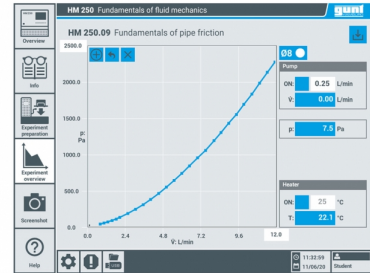 HM 250 Fundamentals of fluid mechanics
gunt
Overview
Info
Experiment
preparation
Experiment
overview
Screenshot
Help
HM 250.09 Fundamentals of pipe friction
2500.0
2000.0
1500.0
p:
Pa
1000.0
500.0
0.0
0.0
2.4
4.8
7.2
9.6
12.0
V̇: L/min
Ø8
Pump
ON: 0.25 L/min
V̇: 0.00 L/min
p: 7.5 Pa
Heater
ON: 25 °C
T: 22.1 °C
11:32:59
11/06/20 Student